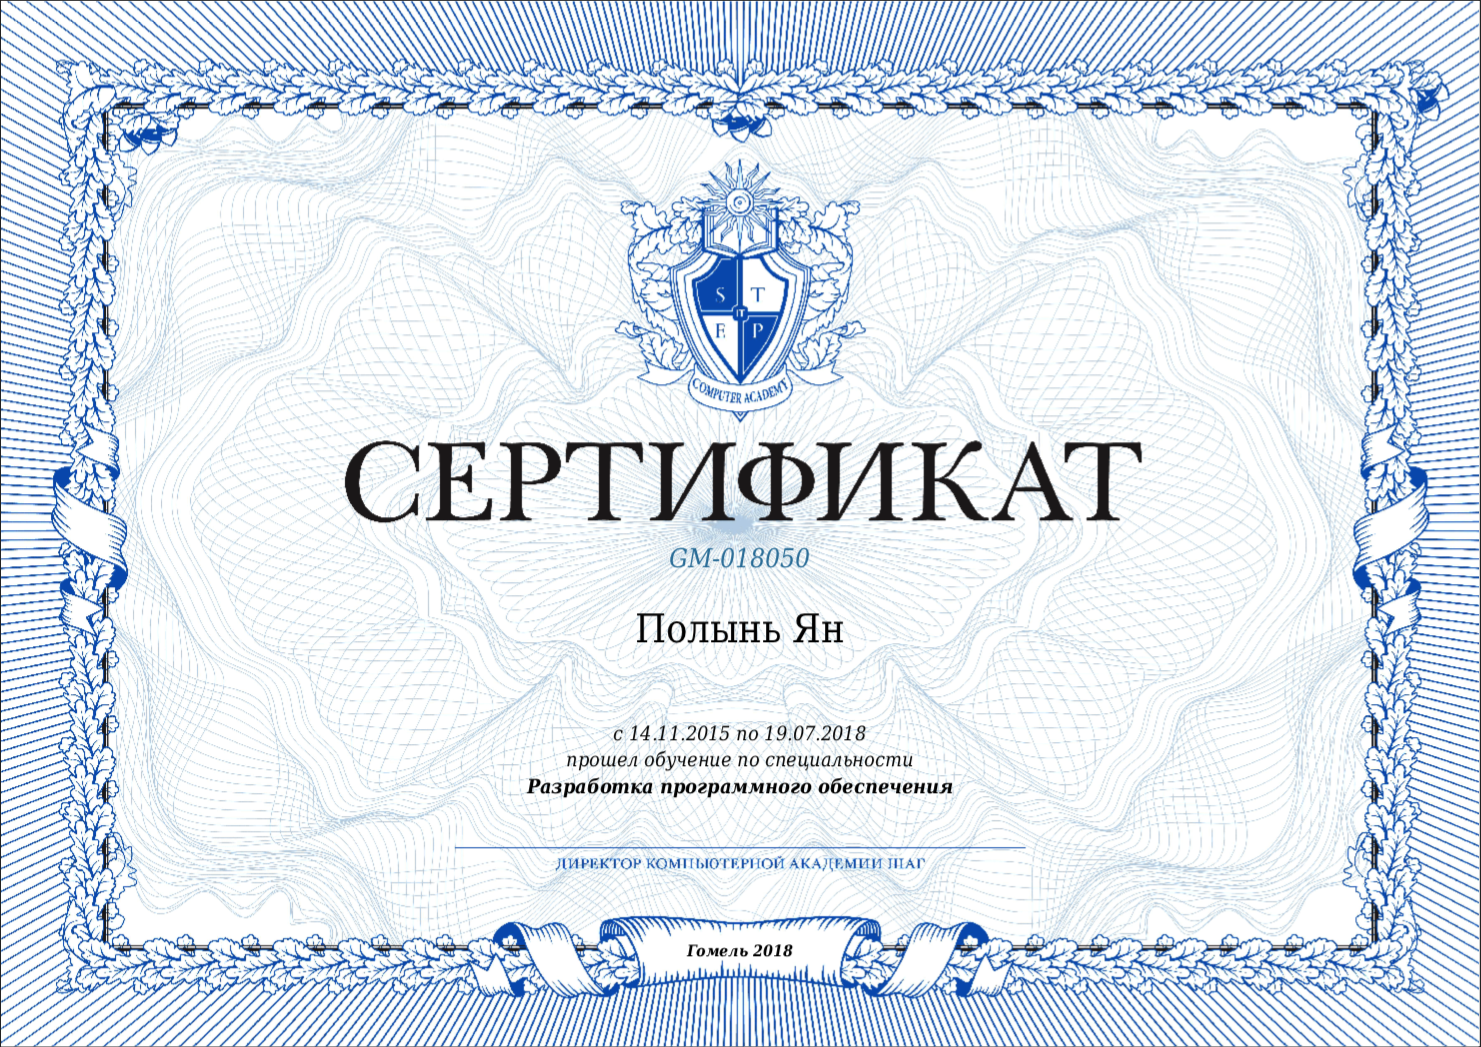 S T
IT
E P
COMPUTER ACADEMY
СЕРТИФИКАТ
GM-018050
Полынь Ян
с 14.11.2015 по 19.07.2018
прошел обучение по специальности
Разработка программного обеспечения
ДИРЕКТОР КОМПЬЮТЕРНОЙ АКАДЕМИИ ШАГ
Гомель 2018